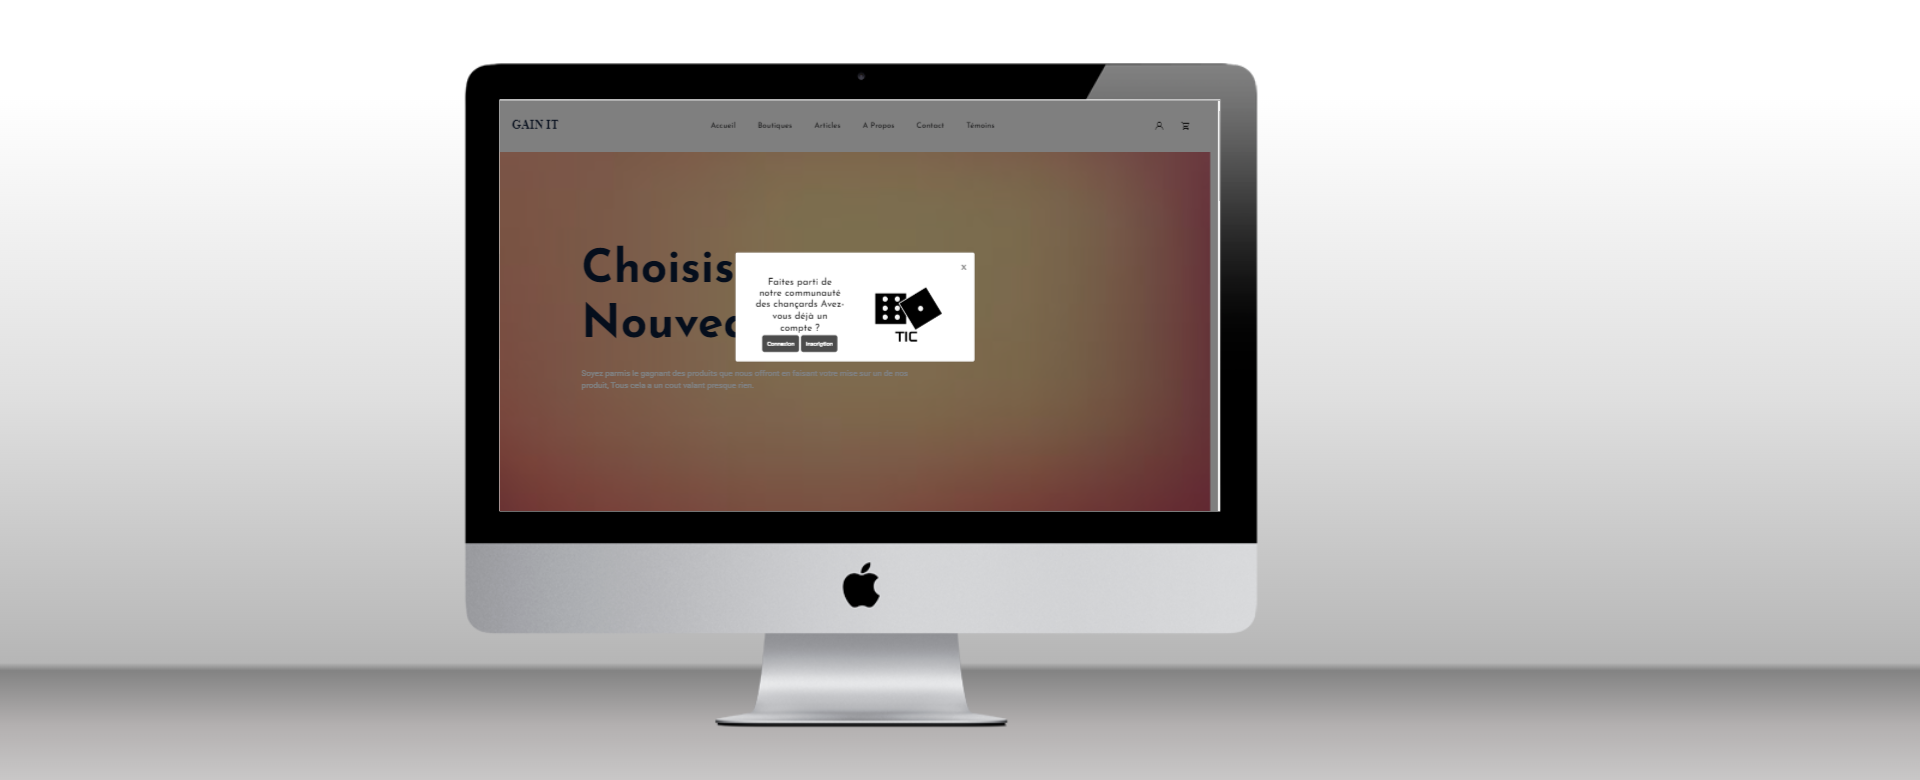 GAIN IT
Accueil Boutiques Articles A Propos Contact Témoins
Choisis
Nouve
x
Faites parti de
notre communauté
des chançards Avez-
vous déjà un
compte ?
Connexion Inscription
TIC
Soyez parmis le gagnant des produits que nous offront en faisant votre mise sur un de nos
produit, Tous cela a un cout valant presque rien.